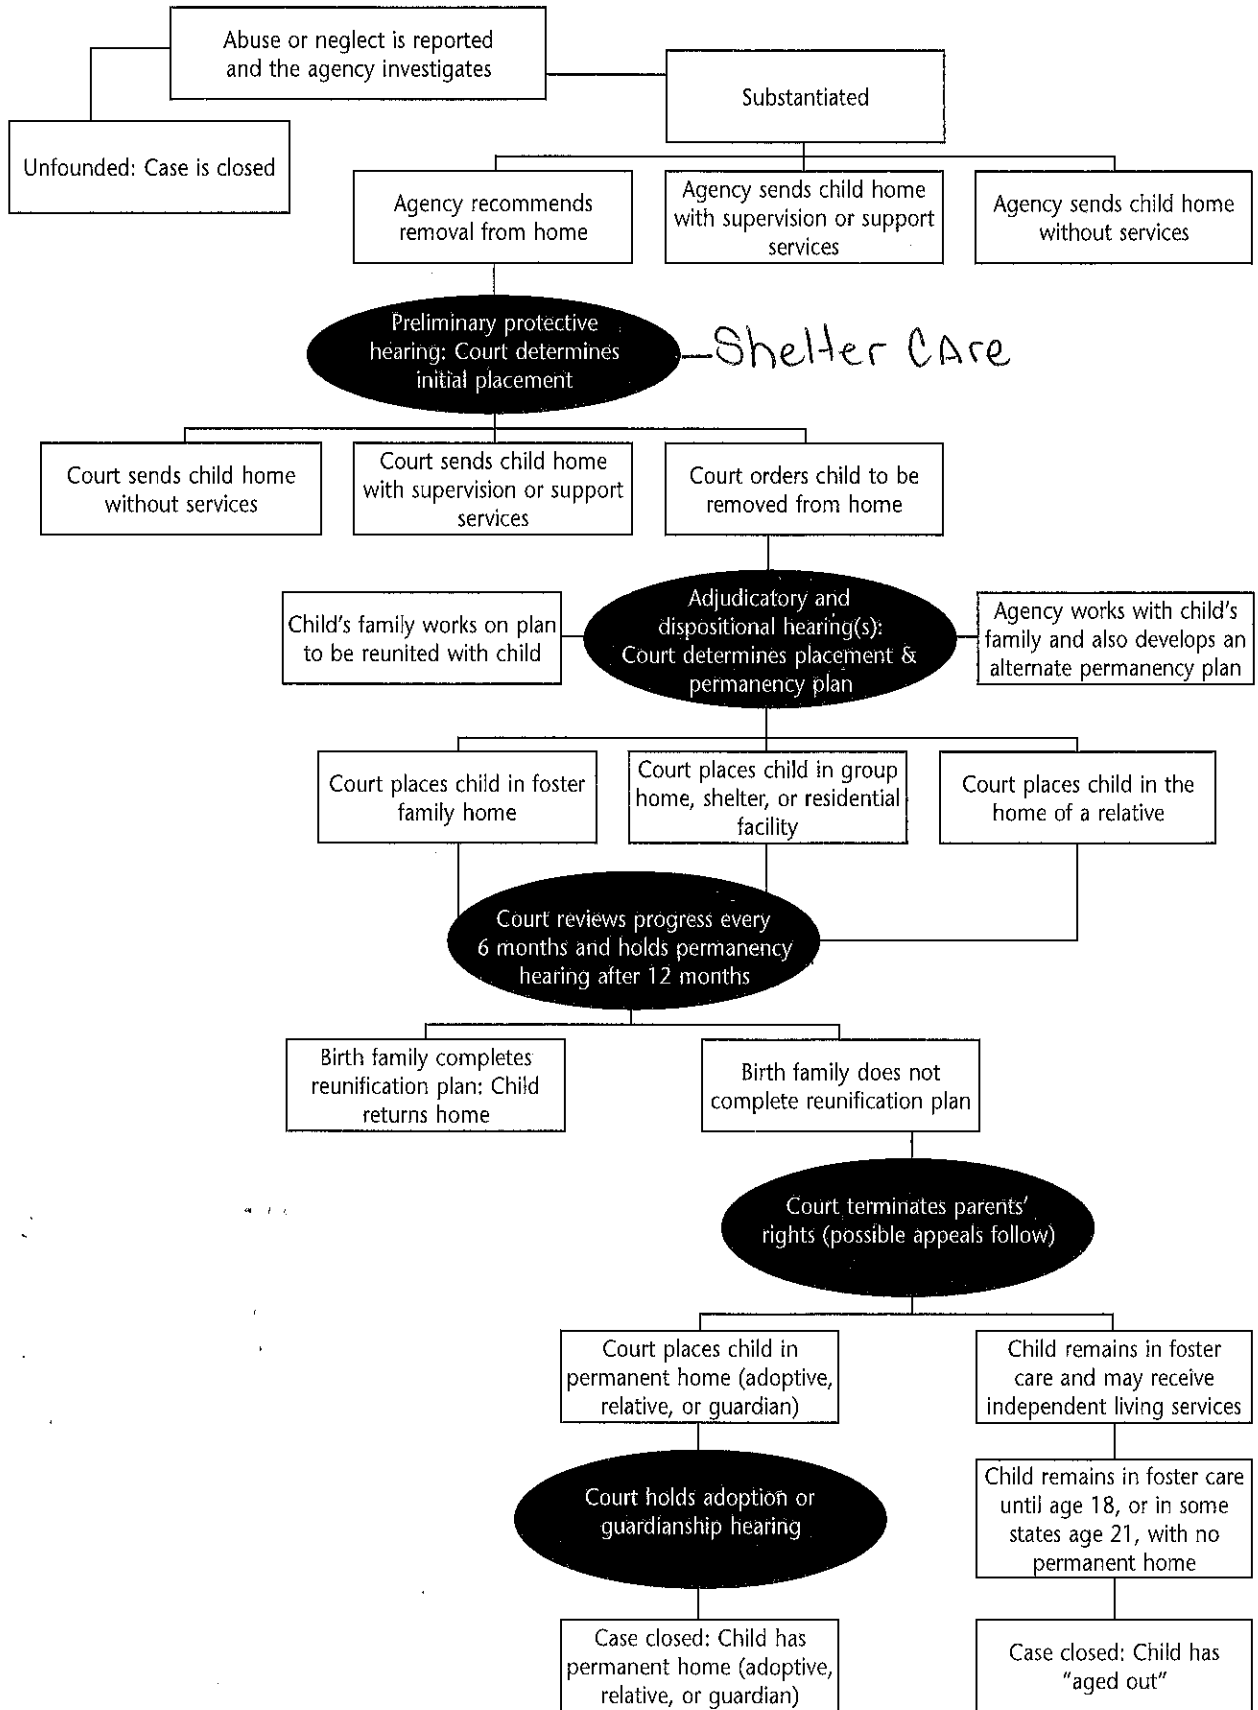 Abuse or neglect is reported
and the agency investigates
Substantiated
Unfounded: Case is closed
Agency recommends
removal from home
Agency sends child home
with supervision or support
services
Agency sends child home
without services
Preliminary protective
hearing: Court determines
initial placement
Shelter CAre
Court sends child home
without services
Court sends child home
with supervision or support
services
Court orders child to be
removed from home
Child's family works on plan
to be reunited with child
Adjudicatory and
dispositional hearing(s):
Court determines placement &
permanency plan
Agency works with child's
family and also develops an
alternate permanency plan
Court places child in foster
family home
Court places child in group
home, shelter, or residential
facility
Court places child in the
home of a relative
Court reviews progress every
6 months and holds permanency
hearing after 12 months
Birth family completes
reunification plan: Child
returns home
Birth family does not
complete reunification plan
Court terminates parents'
rights (possible appeals follow)
Court places child in
permanent home (adoptive,
relative, or guardian)
Child remains in foster
care and may receive
independent living services
Court holds adoption or
guardianship hearing
Child remains in foster care
until age 18, or in some
states age 21, with no
permanent home
Case closed: Child has
permanent home (adoptive,
relative, or guardian)
Case closed: Child has
"aged out"